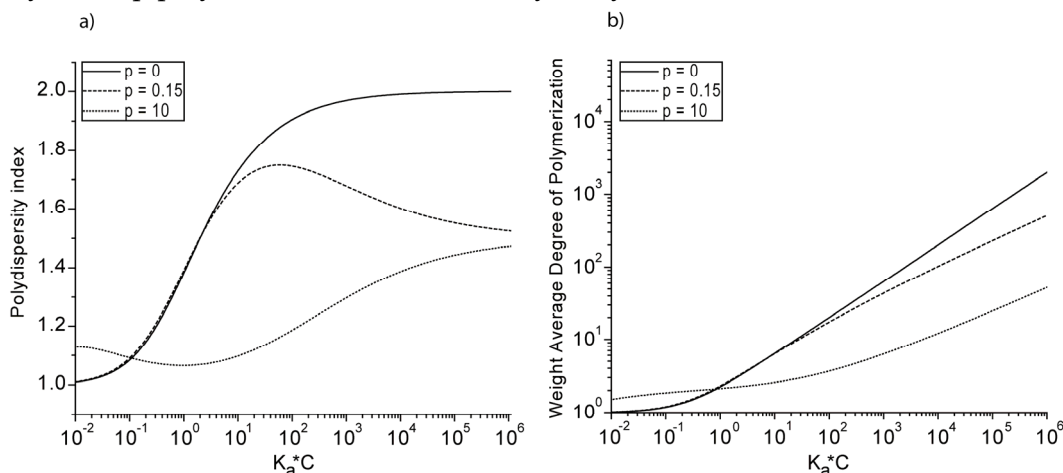 a)
b)
p = 0
p = 0.15
p = 10
2.0
1.8
1.6
1.4
1.2
1.0
Polydispersity index
10⁻² 10⁻¹ 10⁰ 10¹ 10² 10³ 10⁴ 10⁵ 10⁶
Kₐ*C
p = 0
p = 0.15
p = 10
10⁴
10³
10²
10¹
10⁰
Weight Average Degree of Polymerization
10⁻² 10⁻¹ 10⁰ 10¹ 10² 10³ 10⁴ 10⁵ 10⁶
Kₐ*C